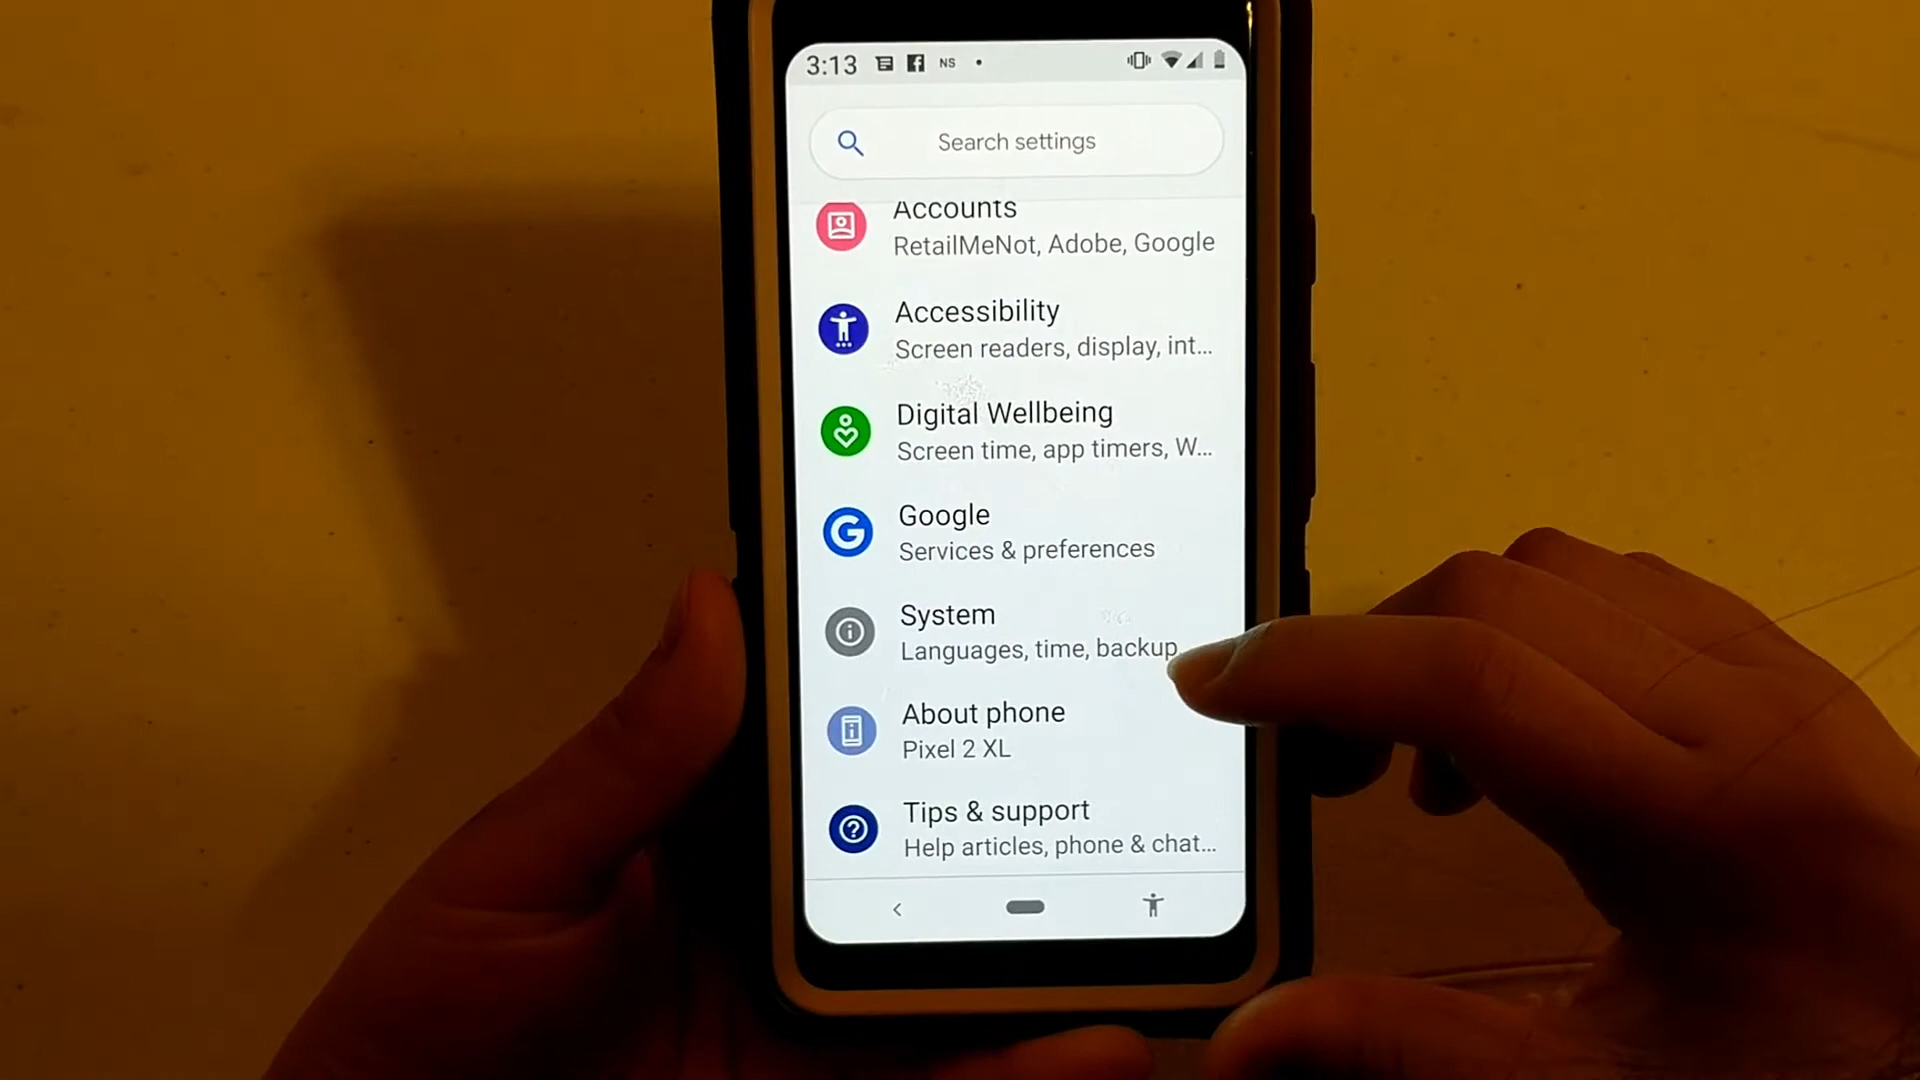 3:13 NS
Search settings
Accounts
RetailMeNot, Adobe, Google
Accessibility
Screen readers, display, int...
Digital Wellbeing
Screen time, app timers, W...
Google
Services & preferences
System
Languages, time, backup
About phone
Pixel 2 XL
Tips & support
Help articles, phone & chat...